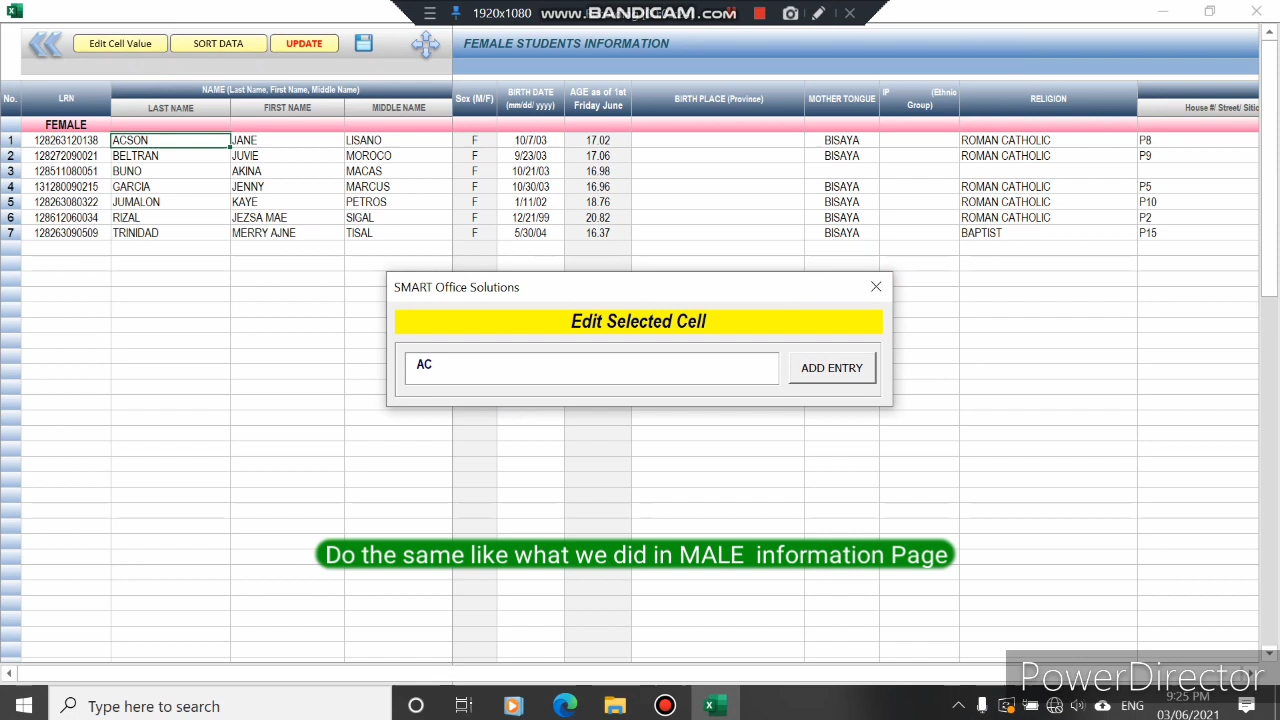 1920x1080 www.BANDICAM.com
Edit Cell Value SORT DATA UPDATE FEMALE STUDENTS INFORMATION
No. LRN NAME (Last Name, First Name, Middle Name) Sex (M/F) BIRTH DATE (mm/dd/ yyyy) AGE as of 1st Friday June BIRTH PLACE (Province) MOTHER TONGUE IP (Ethnic Group) RELIGION
LAST NAME FIRST NAME MIDDLE NAME House #/ Street/ Sitio
FEMALE
1 128263120138 ACSON JANE LISANO F 10/7/03 17.02 BISAYA ROMAN CATHOLIC P8
2 128272090021 BELTRAN JUVIE MOROCO F 9/23/03 17.06 BISAYA ROMAN CATHOLIC P9
3 128511080051 BUNO AKINA MACAS F 10/21/03 16.98
4 131280090215 GARCIA JENNY MARCUS F 10/30/03 16.96 BISAYA ROMAN CATHOLIC P5
5 128263080322 JUMALON KAYE PETROS F 1/11/02 18.76 BISAYA ROMAN CATHOLIC P10
6 128612060034 RIZAL JEZSA MAE SIGAL F 12/21/99 20.82 BISAYA ROMAN CATHOLIC P2
7 128263090509 TRINIDAD MERRY AJNE TISAL F 5/30/04 16.37 BISAYA BAPTIST P15
SMART Office Solutions
Edit Selected Cell
AC ADD ENTRY
Do the same like what we did in MALE information Page
PowerDirector
Type here to search ENG 9:25 PM
03/06/2021